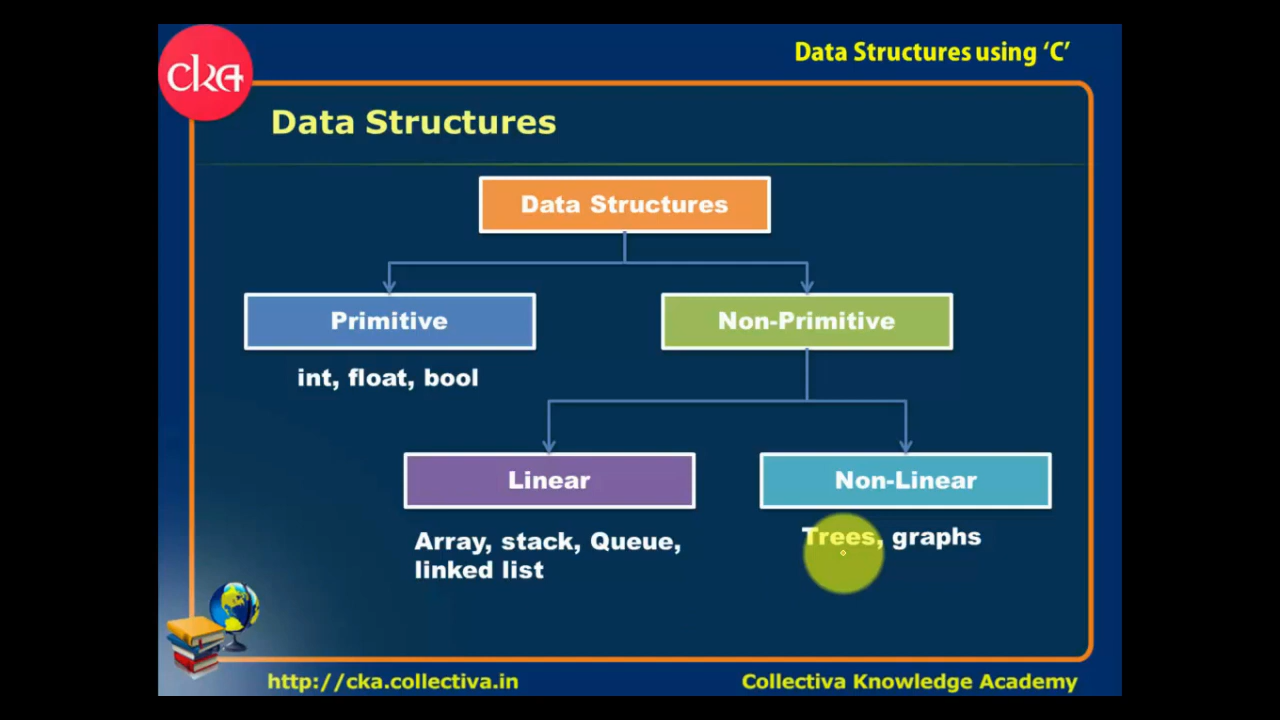 cka
Data Structures using ‘C’
Data Structures
Data Structures
Primitive
Non-Primitive
int, float, bool
Linear
Non-Linear
Array, stack, Queue,
linked list
Trees, graphs
http://cka.collectiva.in
Collectiva Knowledge Academy